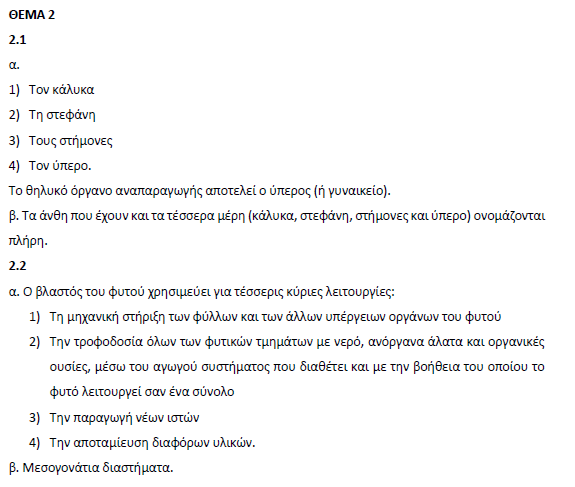 ΘΕΜΑ 2
2.1
α.
1) Τον κάλυκα
2) Τη στεφάνη
3) Τους στήμονες
4) Τον ύπερο.
Το θηλυκό όργανο αναπαραγωγής αποτελεί ο ύπερος (ή γυναικείο).
β. Τα άνθη που έχουν και τα τέσσερα μέρη (κάλυκα, στεφάνη, στήμονες και ύπερο) ονομάζονται
πλήρη.
2.2
α. Ο βλαστός του φυτού χρησιμεύει για τέσσερις κύριες λειτουργίες:
1) Τη μηχανική στήριξη των φύλλων και των άλλων υπέργειων οργάνων του φυτού
2) Την τροφοδοσία όλων των φυτικών τμημάτων με νερό, ανόργανα άλατα και οργανικές
ουσίες, μέσω του αγωγού συστήματος που διαθέτει και με την βοήθεια του οποίου το
φυτό λειτουργεί σαν ένα σύνολο
3) Την παραγωγή νέων ιστών
4) Την αποταμίευση διαφόρων υλικών.
β. Μεσογονάτια διαστήματα.